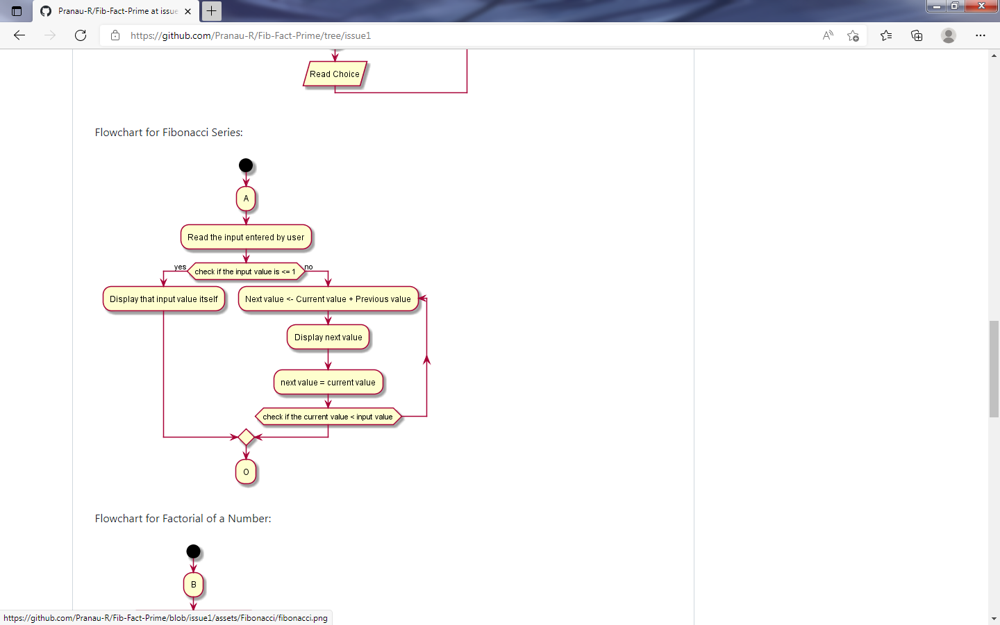 Pranau-R/Fib-Fact-Prime at issue
https://github.com/Pranau-R/Fib-Fact-Prime/tree/issue1
Read Choice
Flowchart for Fibonacci Series:
A
Read the input entered by user
yes
check if the input value is <= 1
no
Display that input value itself
Next value <- Current value + Previous value
Display next value
next value = current value
check if the current value < input value
O
Flowchart for Factorial of a Number:
B
https://github.com/Pranau-R/Fib-Fact-Prime/blob/issue1/assets/Fibonacci/fibonacci.png